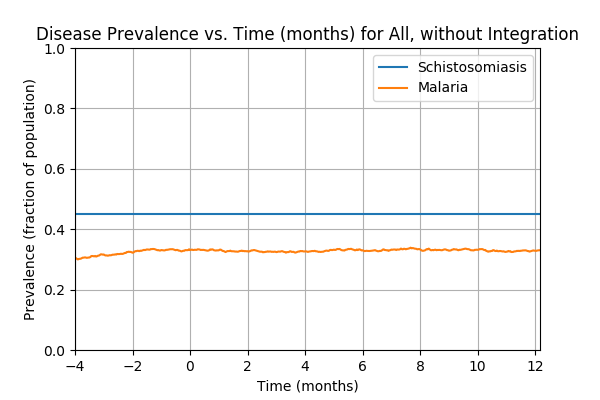 Disease Prevalence vs. Time (months) for All, without Integration
Schistosomiasis
Malaria
Prevalence (fraction of population)
1.0
0.8
0.6
0.4
0.2
0.0
−4 −2 0 2 4 6 8 10 12
Time (months)